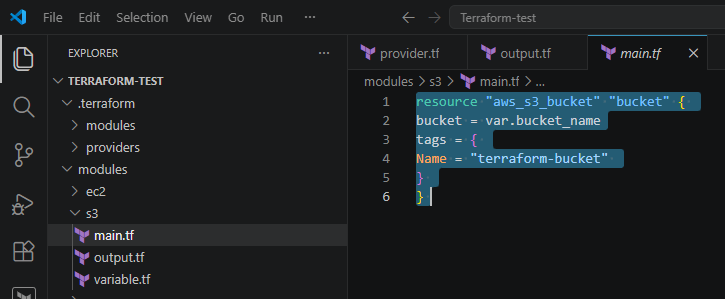 File Edit Selection View Go Run ··· Terraform-test
EXPLORER ···
TERRAFORM-TEST
.terraform
modules
providers
modules
ec2
s3
main.tf
output.tf
variable.tf
provider.tf output.tf main.tf
modules > s3 > main.tf > ...
1 resource "aws_s3_bucket" "bucket" {
2 bucket = var.bucket_name
3 tags = {
4 Name = "terraform-bucket"
5 }
6 }